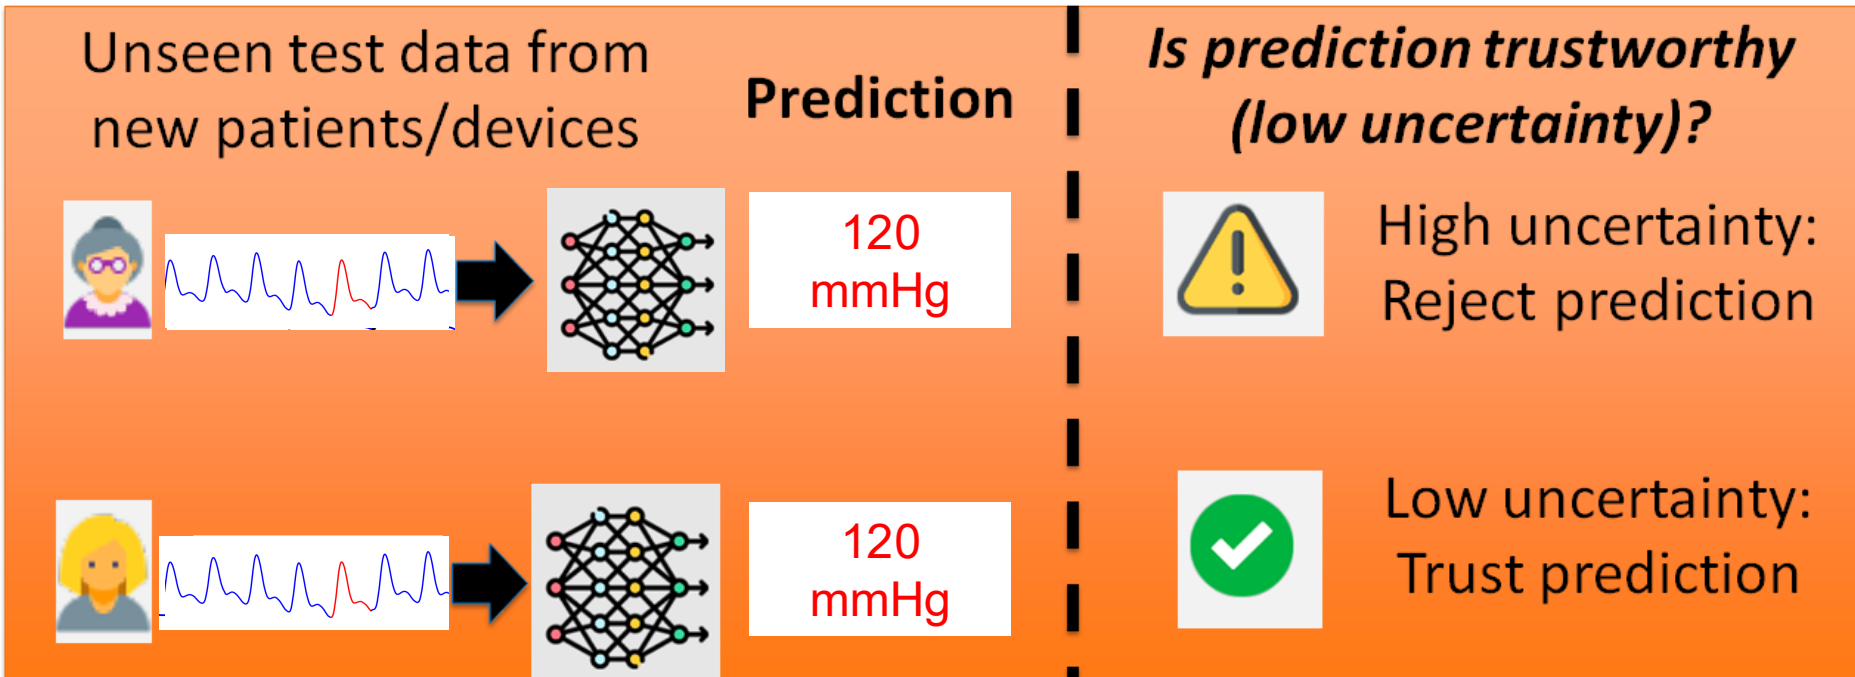 Unseen test data from
new patients/devices
Prediction
Is prediction trustworthy
(low uncertainty)?
120
mmHg
High uncertainty:
Reject prediction
120
mmHg
Low uncertainty:
Trust prediction